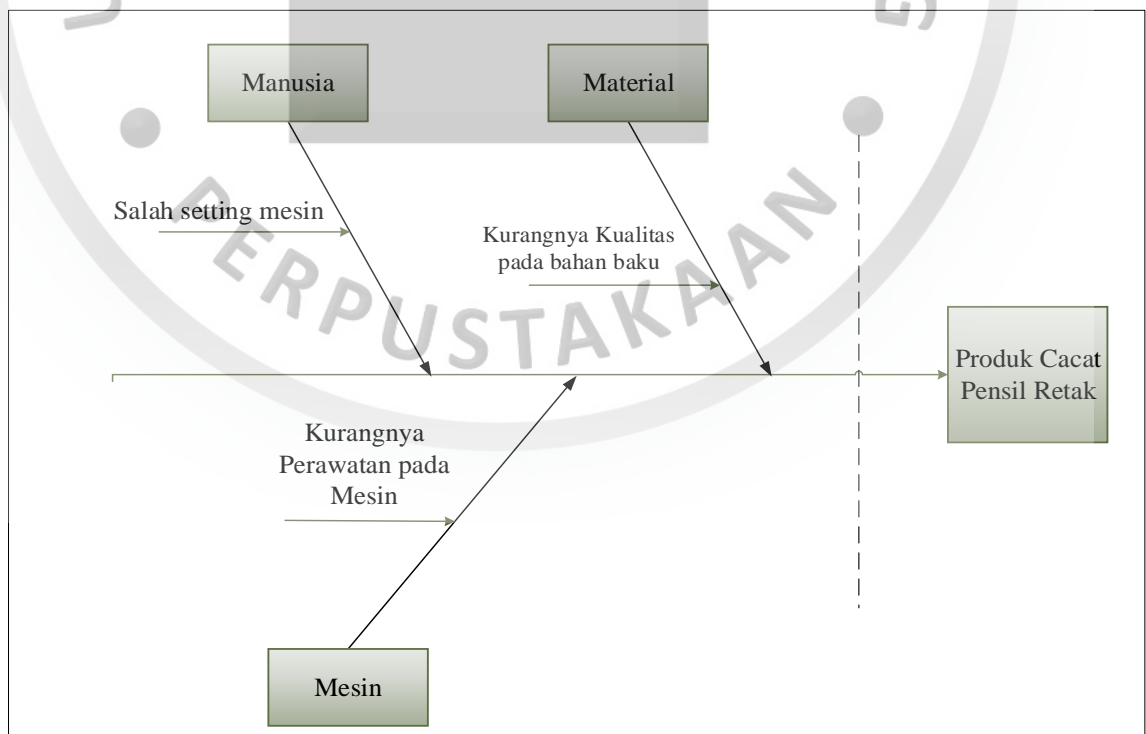 Manusia
Material
Salah setting mesin
Kurangnya Kualitas
pada bahan baku
PERPUSTAKAAN
Produk Cacat
Pensil Retak
Kurangnya
Perawatan pada
Mesin
Mesin